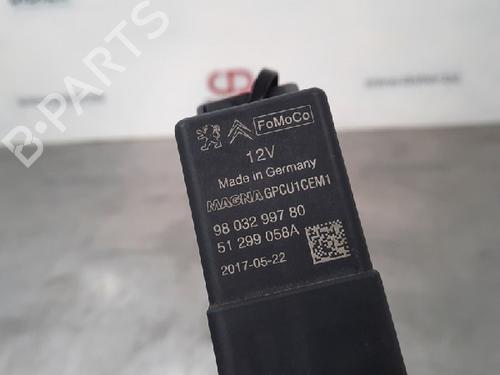 FoMoCo
12V
Made in Germany
MAGNA GPCU1CEM1
98 032 997 80
51 299 058A
2017-05-22
B-PARTS